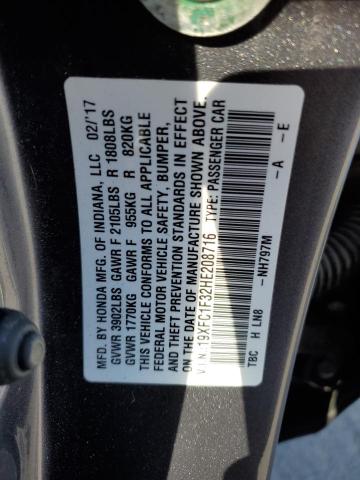 MFD. BY HONDA MFG. OF INDIANA, LLC 02/'17
GVWR 3902LBS GAWR F 2105LBS R 1808LBS
GVWR 1770KG GAWR F 955KG R 820KG
THIS VEHICLE CONFORMS TO ALL APPLICABLE
FEDERAL MOTOR VEHICLE SAFETY, BUMPER,
AND THEFT PREVENTION STANDARDS IN EFFECT
ON THE DATE OF MANUFACTURE SHOWN ABOVE.
V.I.N. 19XFC1F32HE208716 TYPE: PASSENGER CAR
NH797M - A - E
TBC H LN8